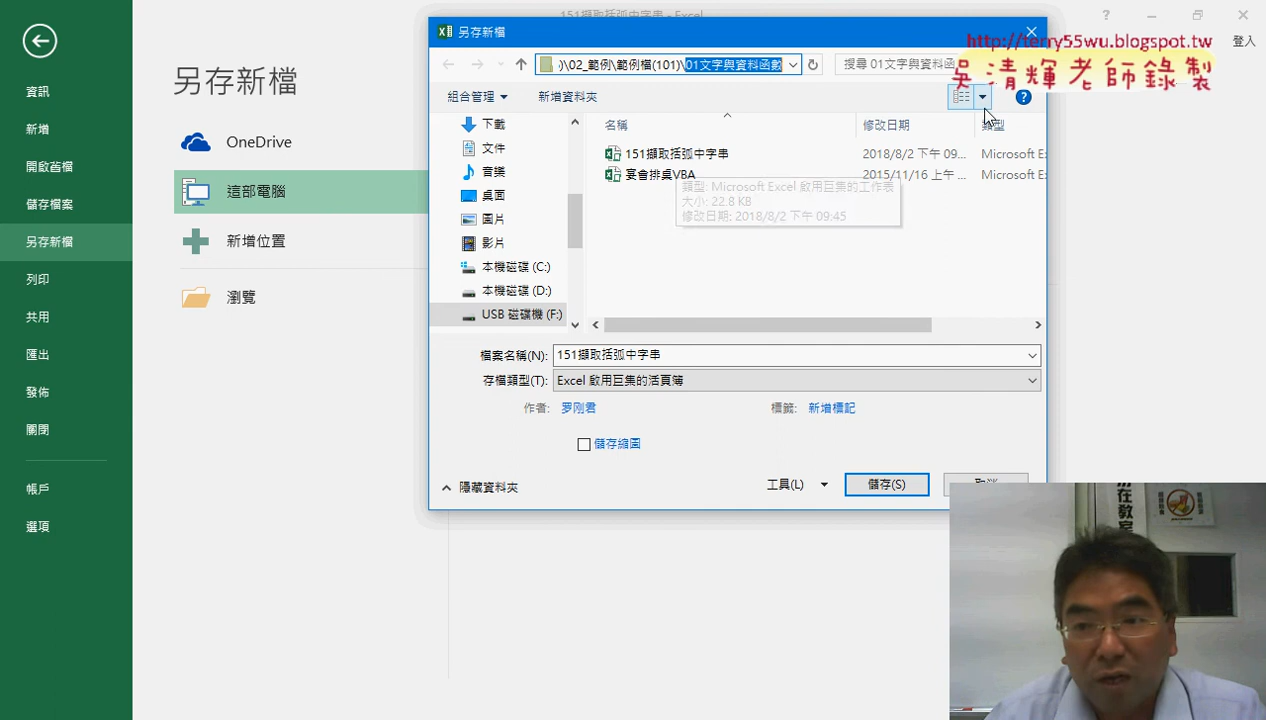 151擷取括弧中字串 - Excel
?
登入
http://terry55wu.blogspot.tw
吳清輝老師錄製
另存新檔
資訊
新增
開啟舊檔
儲存檔案
另存新檔
列印
共用
匯出
發佈
關閉
帳戶
選項
OneDrive
這部電腦
新增位置
瀏覽
另存新檔
)\02_範例\範例檔(101)\01文字與資料函數
搜尋 01文字與資料函
組合管理
新增資料夾
?
下載
文件
音樂
桌面
圖片
影片
本機磁碟 (C:)
本機磁碟 (D:)
USB 磁碟機 (F:)
名稱
修改日期
類型
151擷取括弧中字串
2018/8/2 下午 09...
Microsoft E
宴會排桌VBA
2015/11/16 上午 ...
Microsoft E
類型: Microsoft Excel 啟用巨集的工作表
大小: 22.8 KB
修改日期: 2018/8/2 下午 09:45
檔案名稱(N):
151擷取括弧中字串
存檔類型(T):
Excel 啟用巨集的活頁簿
作者:
罗刚君
標籤:
新增標記
儲存縮圖
隱藏資料夾
工具(L)
儲存(S)
在教室